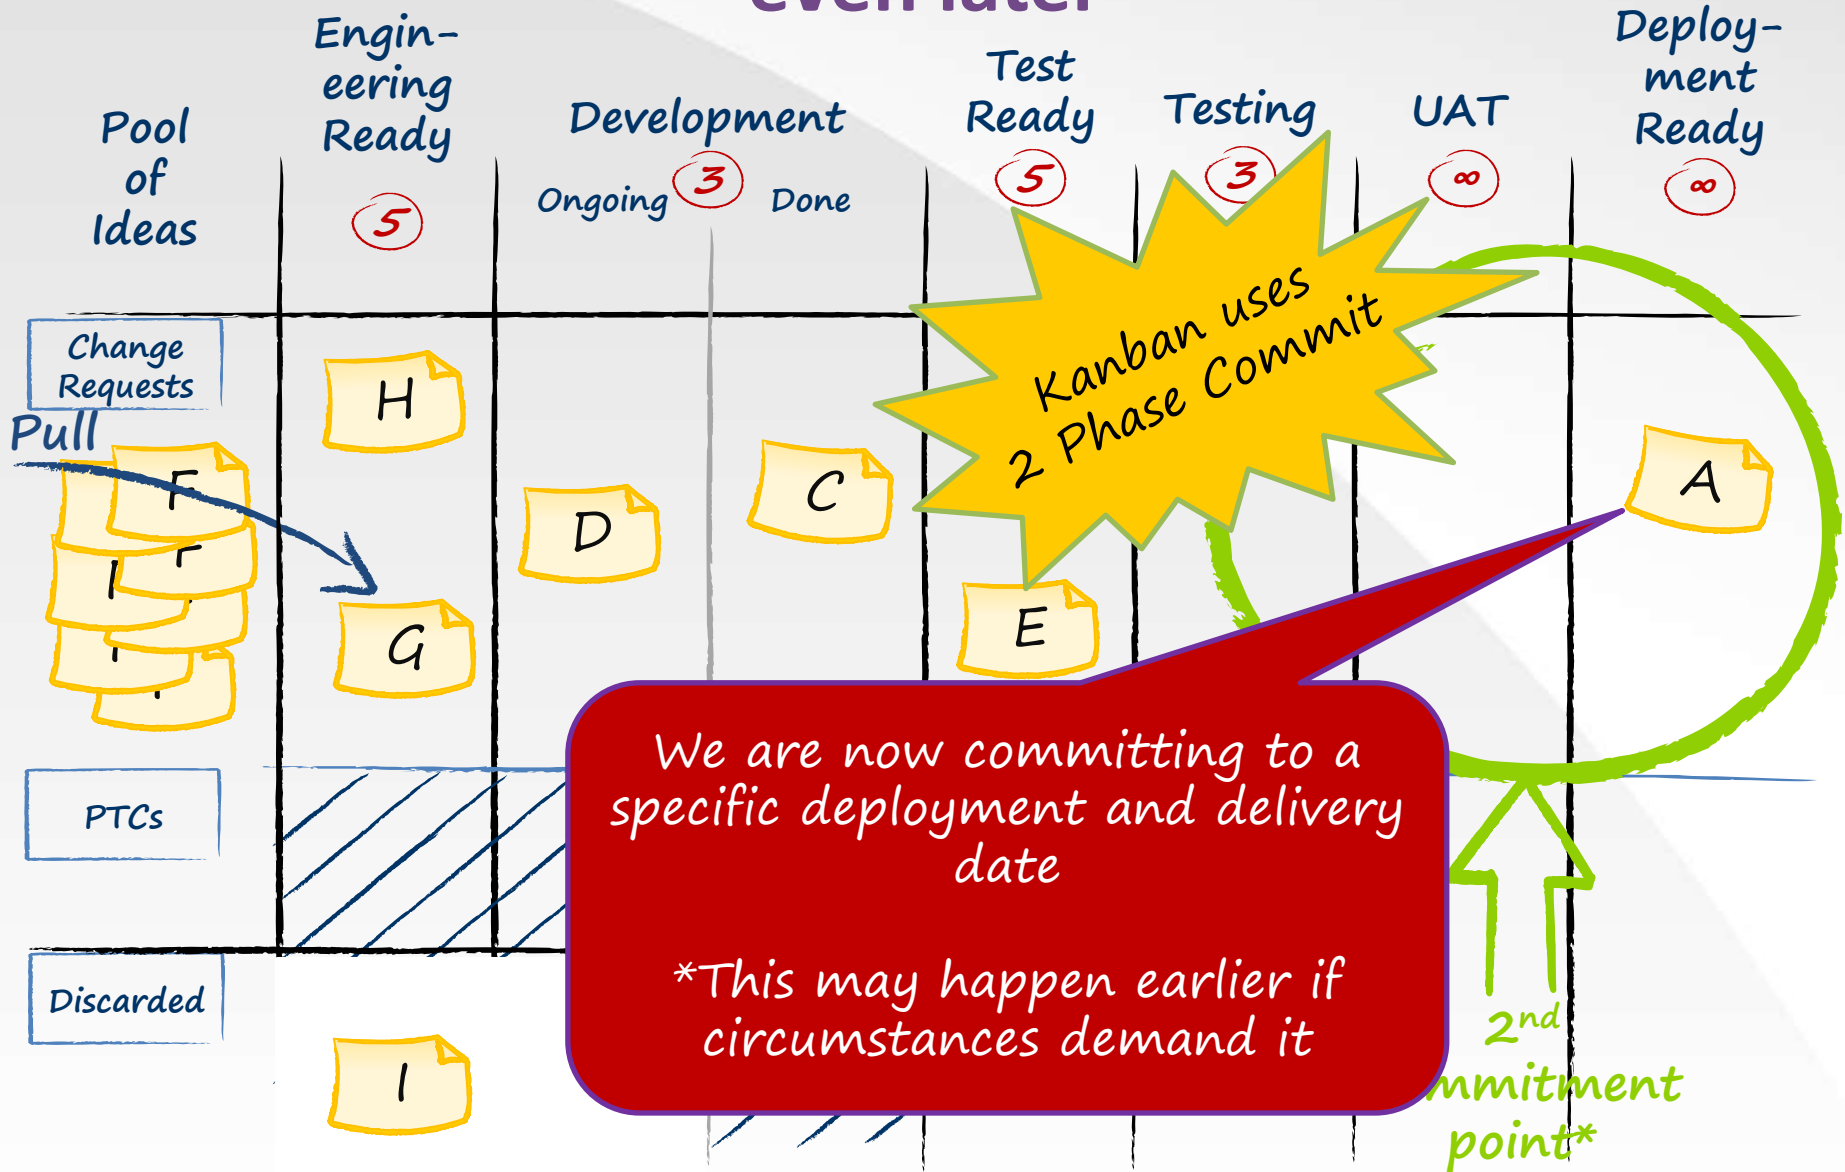 even later
Pool
of
Ideas
Engin-
eering
Ready
5
Development
3
Ongoing
Done
Test
Ready
5
Testing
3
UAT
∞
Deploy-
ment
Ready
∞
Change
Requests
Pull
F
H
G
D
C
E
A
Kanban uses
2 Phase Commit
We are now committing to a
specific deployment and delivery
date
*This may happen earlier if
circumstances demand it
PTCs
Discarded
I
2nd
mmitment
point*